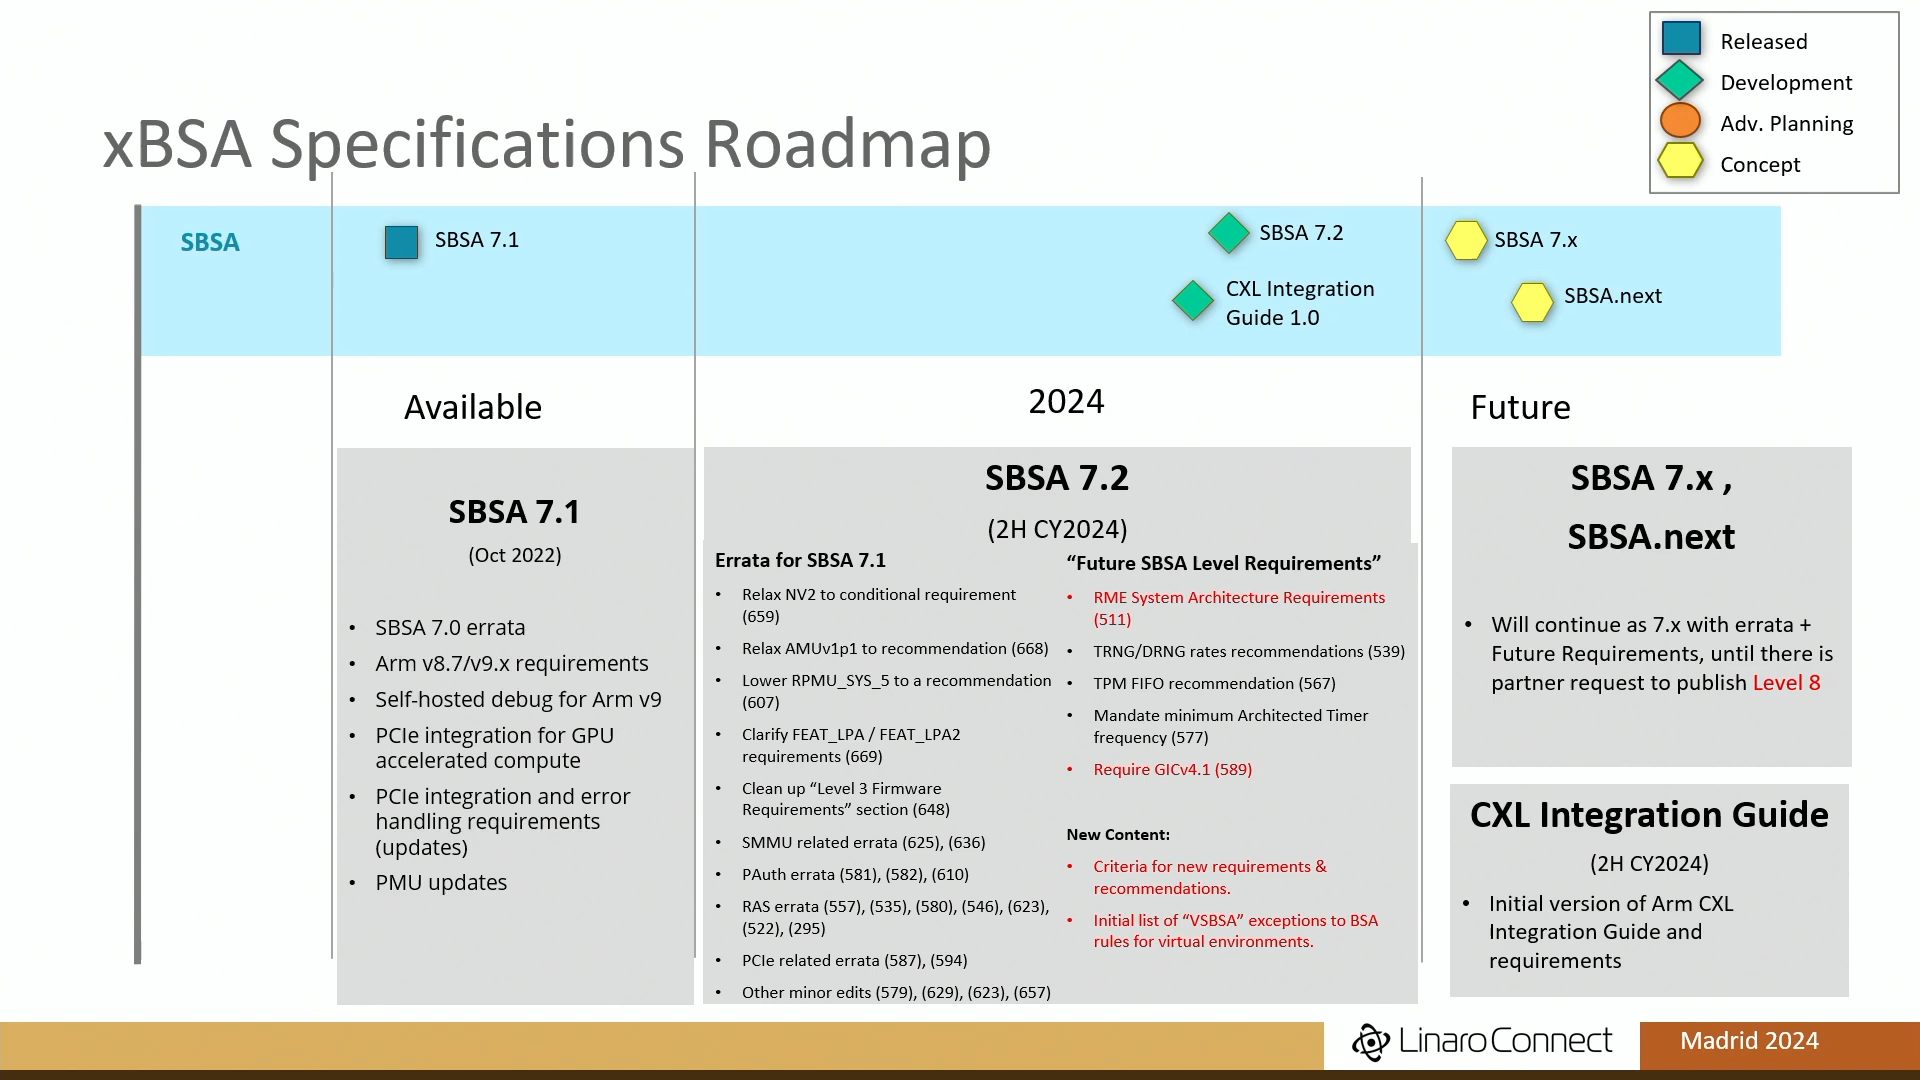 Released
Development
Adv. Planning
Concept
xBSA Specifications Roadmap
SBSA
SBSA 7.1
SBSA 7.2
CXL Integration
Guide 1.0
SBSA 7.x
SBSA.next
Available
2024
Future
SBSA 7.1
(Oct 2022)
• SBSA 7.0 errata
• Arm v8.7/v9.x requirements
• Self-hosted debug for Arm v9
• PCIe integration for GPU
accelerated compute
• PCIe integration and error
handling requirements
(updates)
• PMU updates
SBSA 7.2
(2H CY2024)
Errata for SBSA 7.1
• Relax NV2 to conditional requirement
(659)
• Relax AMUv1p1 to recommendation (668)
• Lower RPMU_SYS_5 to a recommendation
(607)
• Clarify FEAT_LPA / FEAT_LPA2
requirements (669)
• Clean up “Level 3 Firmware
Requirements” section (648)
• SMMU related errata (625), (636)
• PAuth errata (581), (582), (610)
• RAS errata (557), (535), (580), (546), (623),
(522), (295)
• PCIe related errata (587), (594)
• Other minor edits (579), (629), (623), (657)
“Future SBSA Level Requirements”
• RME System Architecture Requirements
(511)
• TRNG/DRNG rates recommendations (539)
• TPM FIFO recommendation (567)
• Mandate minimum Architected Timer
frequency (577)
• Require GICv4.1 (589)
New Content:
• Criteria for new requirements &
recommendations.
• Initial list of “VSBSA” exceptions to BSA
rules for virtual environments.
SBSA 7.x ,
SBSA.next
• Will continue as 7.x with errata +
Future Requirements, until there is
partner request to publish Level 8
CXL Integration Guide
(2H CY2024)
• Initial version of Arm CXL
Integration Guide and
requirements
Linaro Connect
Madrid 2024